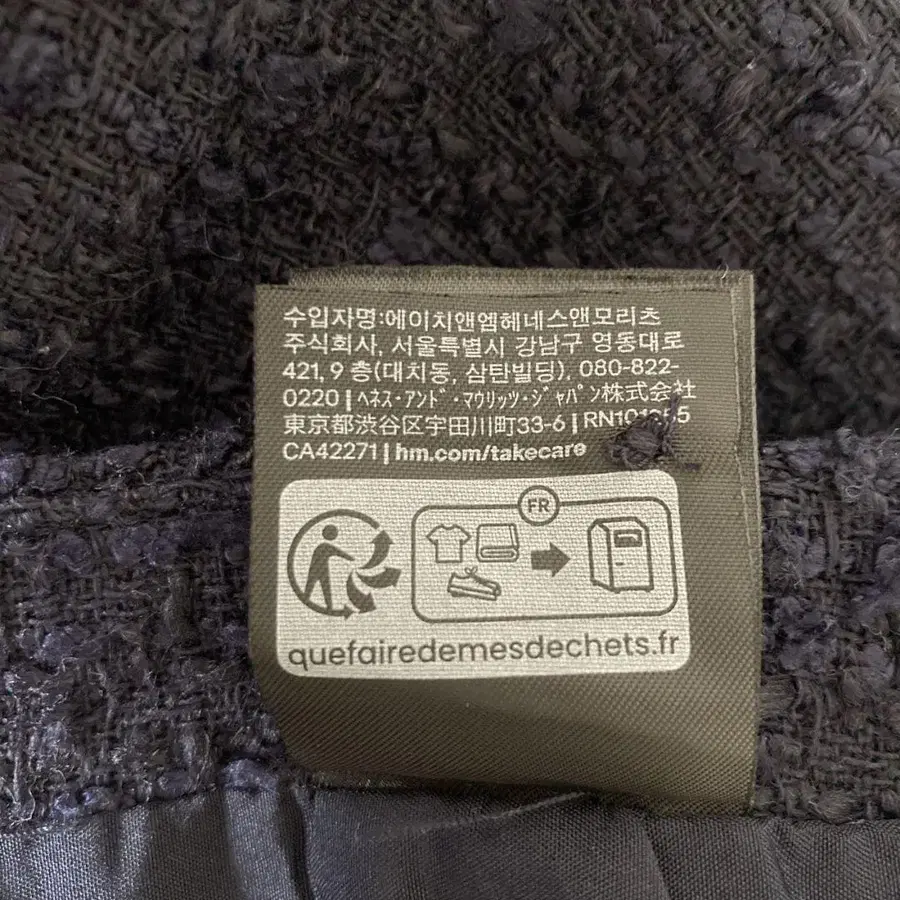 수입자명:에이치앤엠헤네스앤모리츠
주식회사, 서울특별시 강남구 영동대로
421, 9 층(대치동, 삼탄빌딩), 080-822-
0220 | ヘネス・アンド・マウリッツ・ジャパン株式会社
東京都渋谷区宇田川町33-6 |
CA42271 | hm.com/takecare
FR
quefairedemesdechets.fr